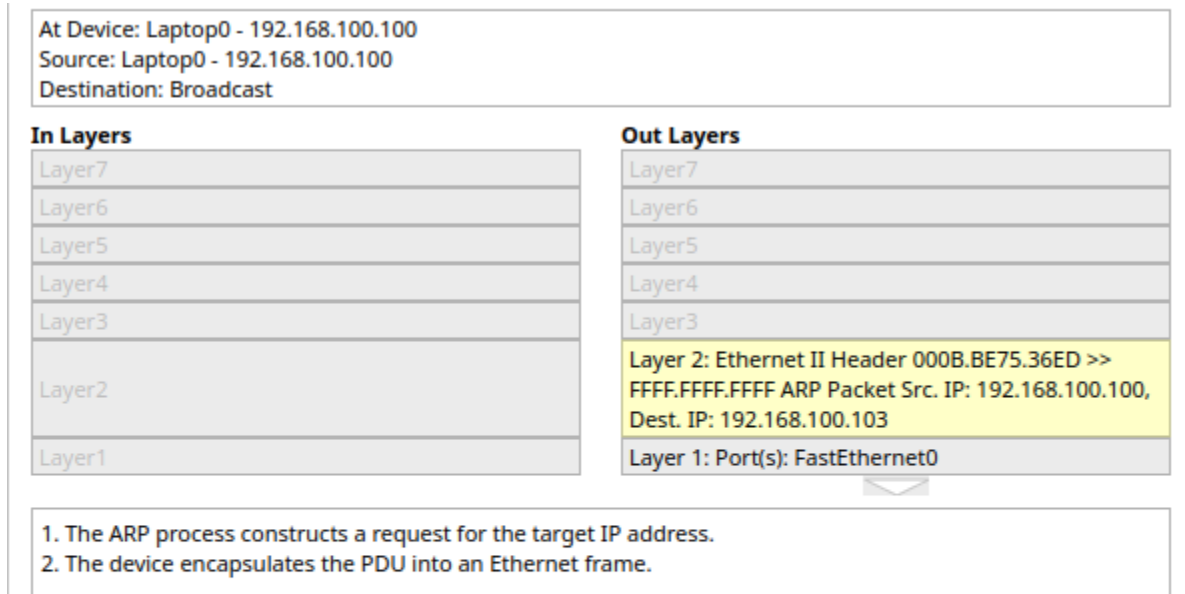 At Device: Laptop0 - 192.168.100.100
Source: Laptop0 - 192.168.100.100
Destination: Broadcast
In Layers
Layer7
Layer6
Layer5
Layer4
Layer3
Layer2
Layer1
Out Layers
Layer7
Layer6
Layer5
Layer4
Layer3
Layer 2: Ethernet II Header 000B.BE75.36ED >>
FFFF.FFFF.FFFF ARP Packet Src. IP: 192.168.100.100,
Dest. IP: 192.168.100.103
Layer 1: Port(s): FastEthernet0
1. The ARP process constructs a request for the target IP address.
2. The device encapsulates the PDU into an Ethernet frame.